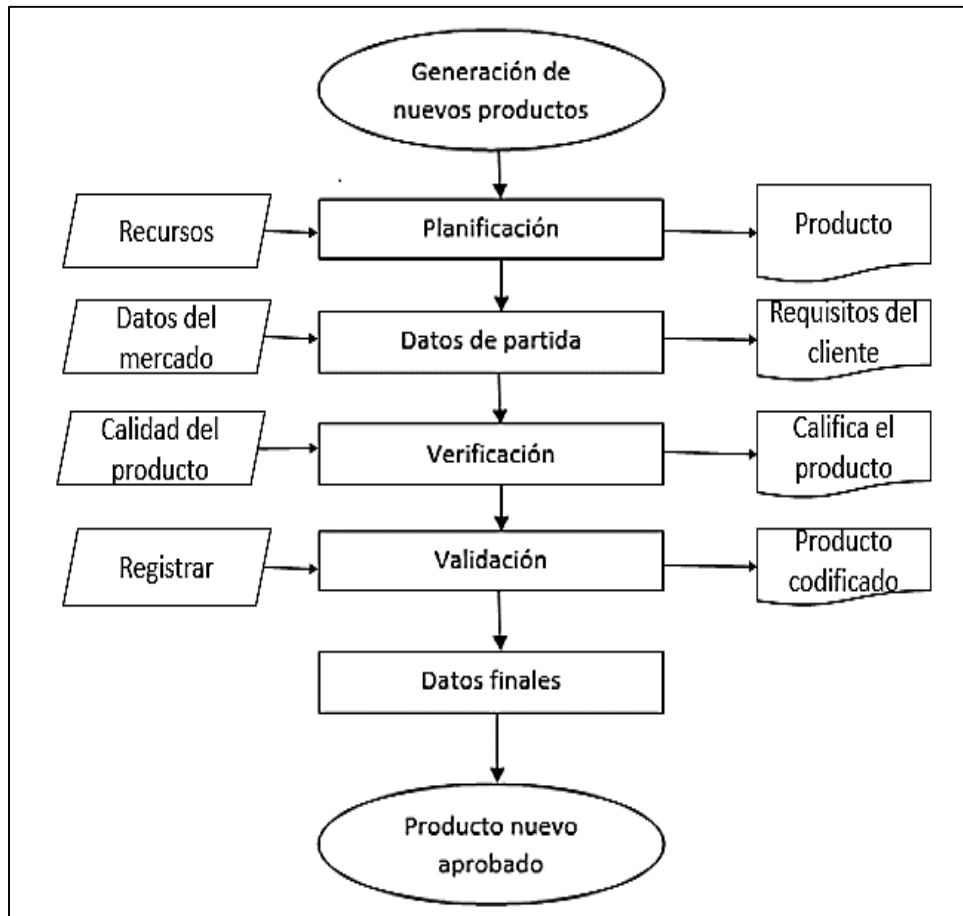 Generación de
nuevos productos
Recursos
Planificación
Producto
Datos del
mercado
Datos de partida
Requisitos del
cliente
Calidad del
producto
Verificación
Califica el
producto
Registrar
Validación
Producto
codificado
Datos finales
Producto nuevo
aprobado